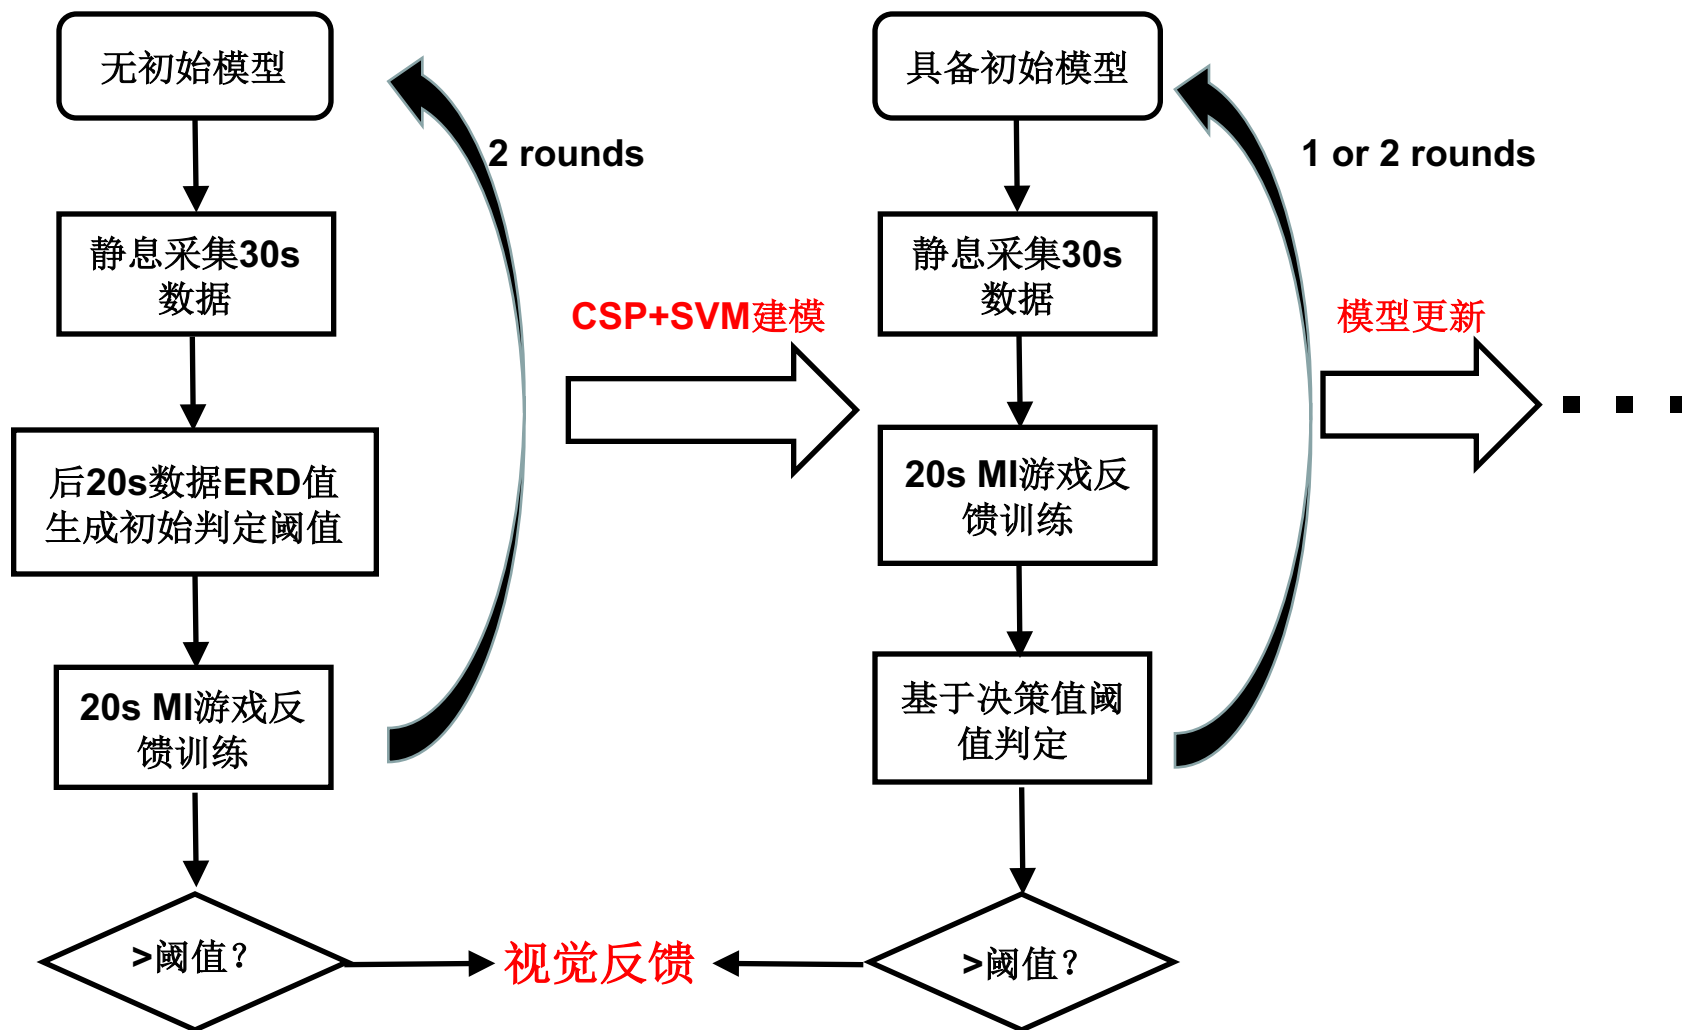 无初始模型
2 rounds
静息采集30s
数据
后20s数据ERD值
生成初始判定阈值
20s MI游戏反
馈训练
>阈值?
CSP+SVM建模
视觉反馈
具备初始模型
1 or 2 rounds
静息采集30s
数据
20s MI游戏反
馈训练
基于决策值阈
值判定
>阈值?
模型更新